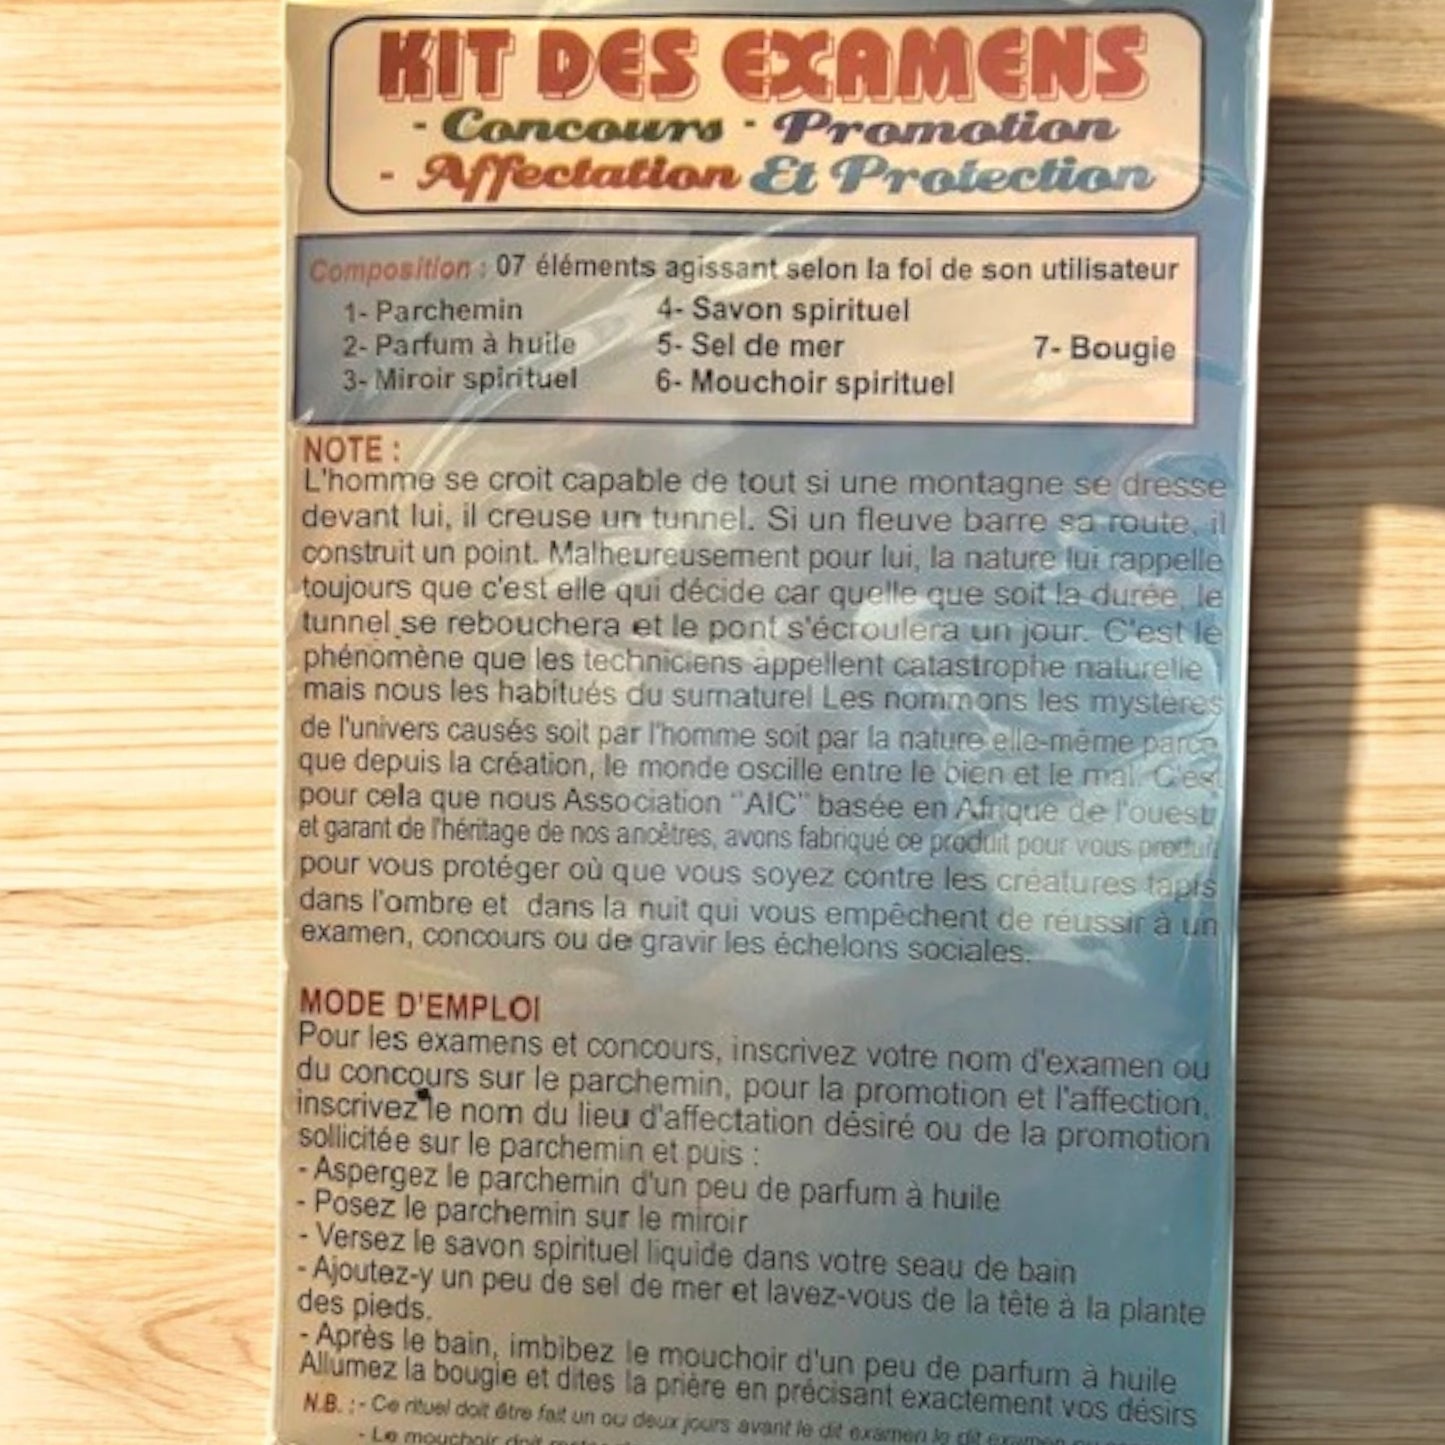 KIT DES EXAMENS
- Concours - Promotion
- Affectation Et Protection
Composition : 07 éléments agissant selon la foi de son utilisateur
1- Parchemin 4- Savon spirituel
2- Parfum à huile 5- Sel de mer 7- Bougie
3- Miroir spirituel 6- Mouchoir spirituel
NOTE :
L'homme se croit capable de tout si une montagne se dresse
devant lui, il creuse un tunnel. Si un fleuve barre sa route, il
construit un point. Malheureusement pour lui, la nature lui rappelle
toujours que c'est elle qui décide car quelle que soit la durée, le
tunnel se rebouchera et le pont s'écroulera un jour. C'est le
phénomène que les techniciens appellent catastrophe naturelle
mais nous les habitués du surnaturel Les nommons les mystères
de l'univers causés soit par l'homme soit par la nature elle-même parce
que depuis la création, le monde oscille entre le bien et le mal. C'est
pour cela que nous Association "AIC" basée en Afrique de l'ouest
et garant de l'héritage de nos ancêtres, avons fabriqué ce produit pour vous produit
pour vous protéger où que vous soyez contre les créatures tapis
dans l'ombre et dans la nuit qui vous empêchent de réussir à un
examen, concours ou de gravir les échelons sociales.
MODE D'EMPLOI
Pour les examens et concours, inscrivez votre nom d'examen ou
du concours sur le parchemin, pour la promotion et l'affection,
inscrivez le nom du lieu d'affectation désiré ou de la promotion
sollicitée sur le parchemin et puis :
- Aspergez le parchemin d'un peu de parfum à huile
- Posez le parchemin sur le miroir
- Versez le savon spirituel liquide dans votre seau de bain
- Ajoutez-y un peu de sel de mer et lavez-vous de la tête à la plante
des pieds.
- Après le bain, imbibez le mouchoir d'un peu de parfum à huile
Allumez la bougie et dites la prière en précisant exactement vos désirs
N.B. : - Ce rituel doit être fait un ou deux jours avant le dit examen le dit examen
- Le mouchoir doit